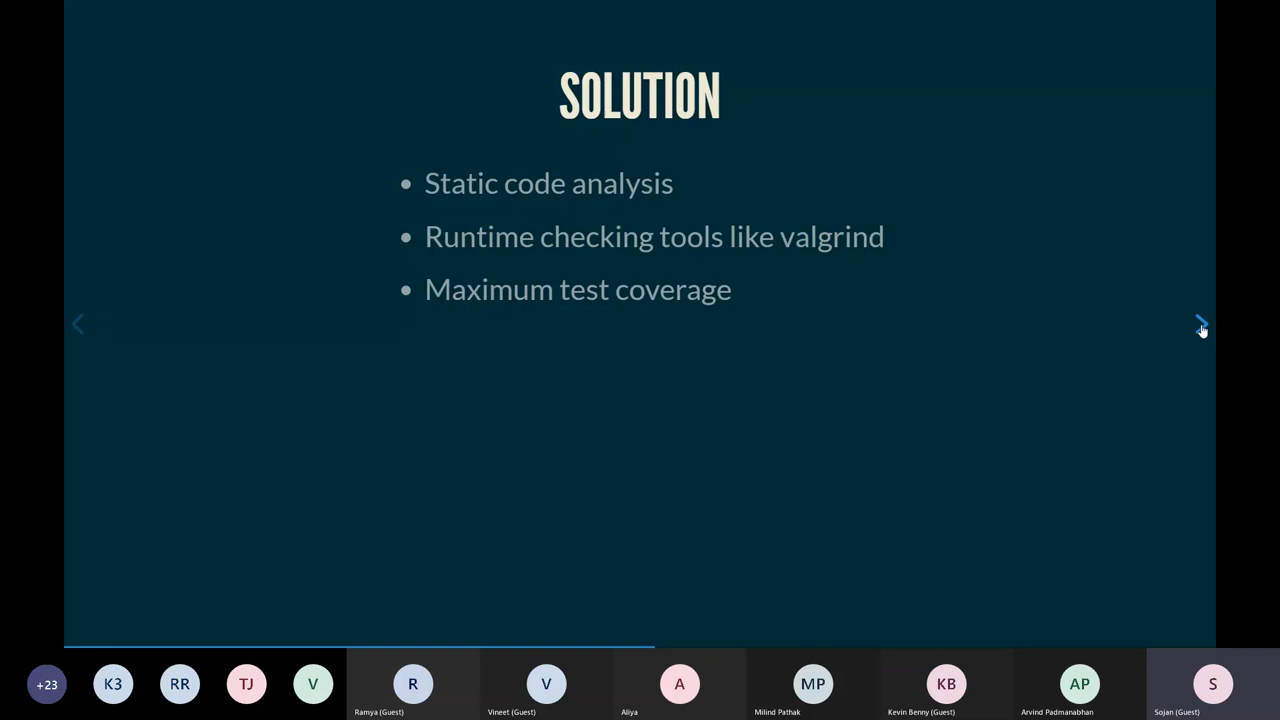 SOLUTION
Static code analysis
Runtime checking tools like valgrind
Maximum test coverage
+23
K3
RR
TJ
V
R
V
A
MP
KB
AP
S
Ramya (Guest)
Vineet (Guest)
Aliya
Milind Pathak
Kevin Benny (Guest)
Arvind Padmanabhan
Sojan (Guest)